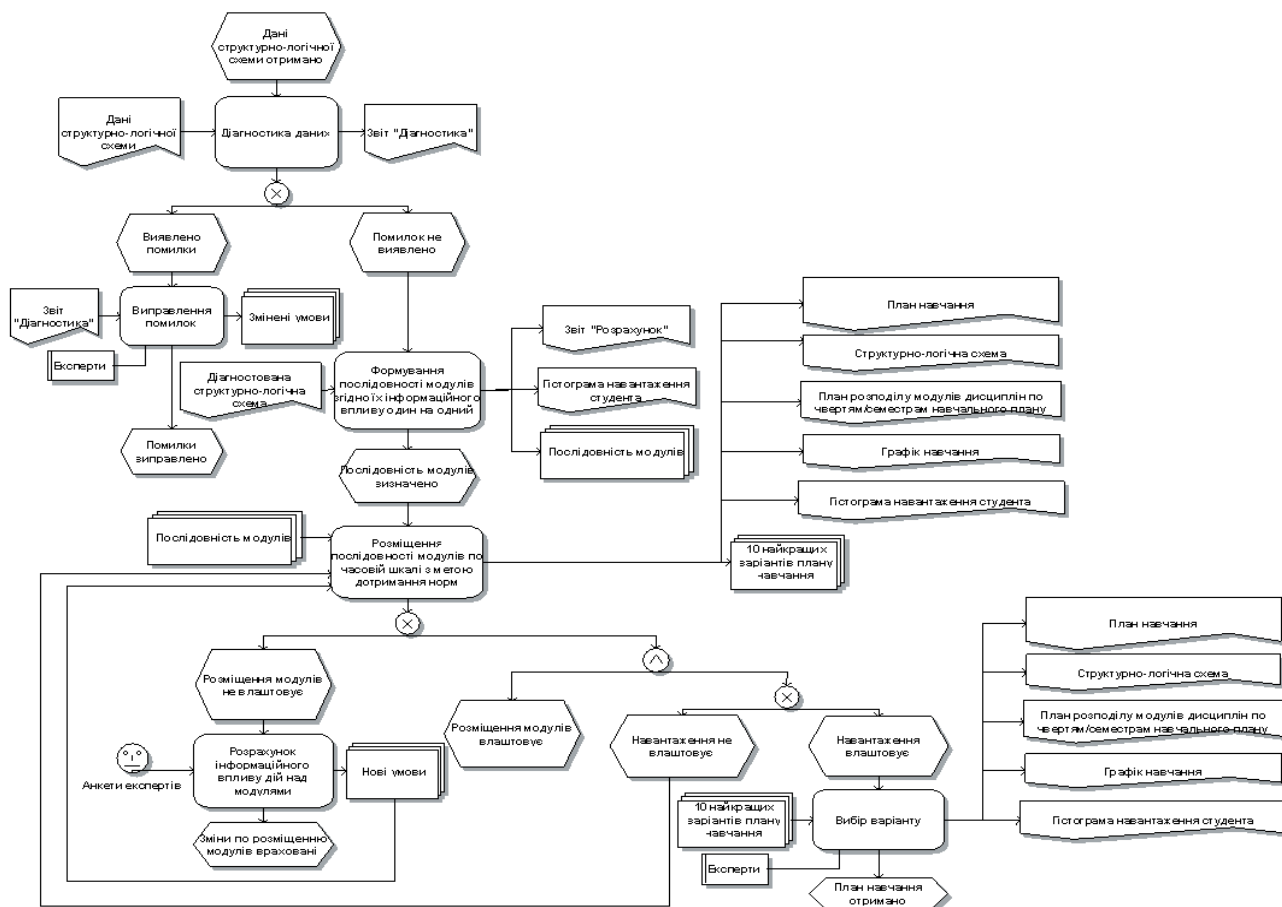 Дані
структурно-логічної
схеми отримано
Дані
структурно-логічної
схеми
Діагностика даних
Звіт "Діагностика"
Виявлено
помилки
Помилок не
виявлено
Звіт
"Діагностика"
Виправлення
помилок
Змінені умови
Експерти
Помилки
виправлено
Діагностована
структурно-логічна
схема
Формування
послідовності модулів
згідно їх інформаційного
впливу один на одний
Звіт "Розрахунок"
Гістограма навантаження
студента
Послідовність модулів
Послідовність модулів
визначено
План навчання
Структурно-логічна схема
План розподілу модулів дисциплін по
чвертям/семестрам навчального плану
Графік навчання
Гістограма навантаження студента
Послідовність модулів
Розміщення
послідовності модулів по
часовій шкалі з метою
дотримання норм
10 найкращих
варіантів плану
навчання
Розміщення модулів
не влаштовує
Розміщення модулів
влаштовує
Навантаження не
влаштовує
Навантаження
влаштовує
Анкети експертів
Розрахунок
інформаційного
впливу дій над
модулями
Нові умови
Зміни по розміщенню
модулів враховані
10 найкращих
варіантів плану
навчання
Експерти
Вибір варіанту
План навчання
отримано
План навчання
Структурно-логічна схема
План розподілу модулів дисциплін по
чвертям/семестрам навчального плану
Графік навчання
Гістограма навантаження студента